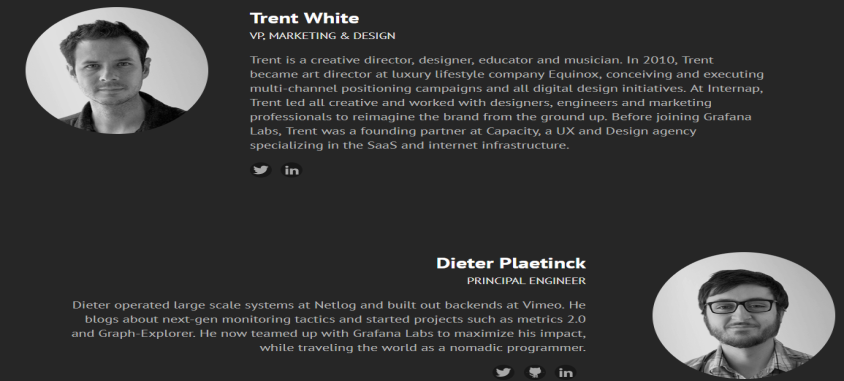 Trent White
VP, MARKETING & DESIGN
Trent is a creative director, designer, educator and musician. In 2010, Trent
became art director at luxury lifestyle company Equinox, conceiving and executing
multi-channel positioning campaigns and all digital design initiatives. At Internap,
Trent led all creative and worked with designers, engineers and marketing
professionals to reimagine the brand from the ground up. Before joining Grafana
Labs, Trent was a founding partner at Capacity, a UX and Design agency
specializing in the SaaS and internet infrastructure.
in
Dieter Plaetinck
PRINCIPAL ENGINEER
Dieter operated large scale systems at Netlog and built out backends at Vimeo. He
blogs about next-gen monitoring tactics and started projects such as metrics 2.0
and Graph-Explorer. He now teamed up with Grafana Labs to maximize his impact,
while traveling the world as a nomadic programmer.
in